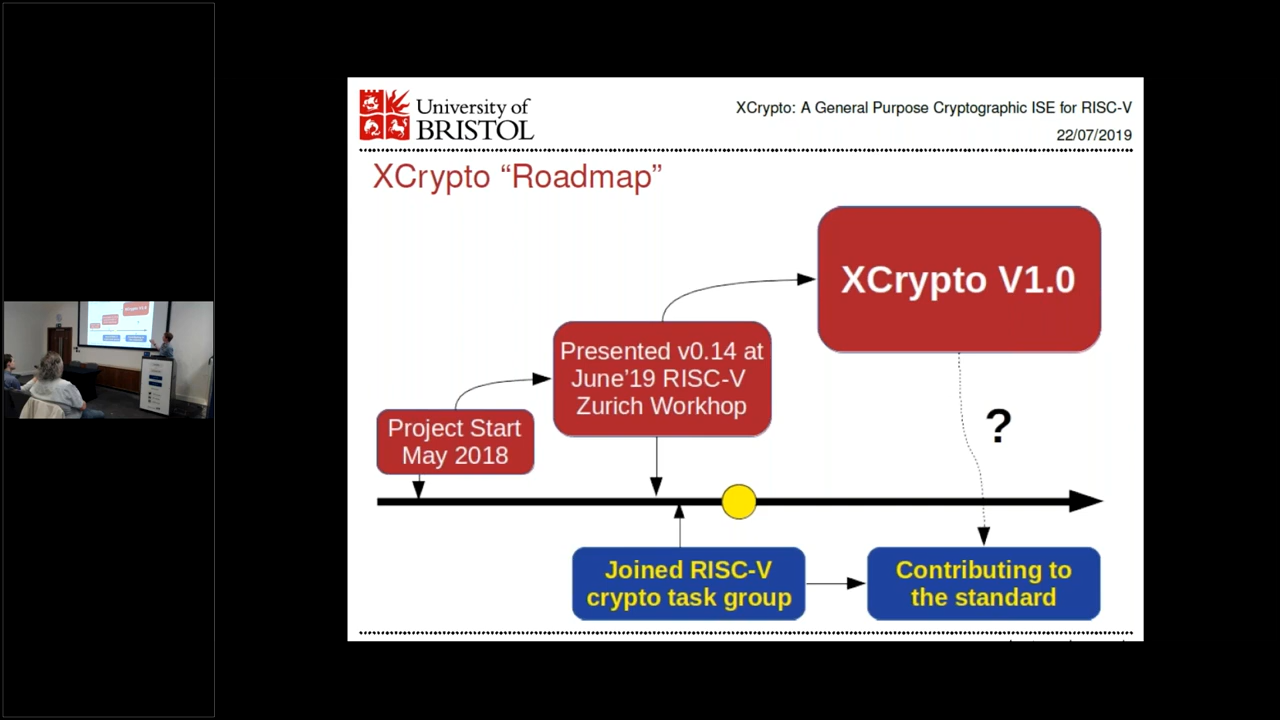 University of
BRISTOL
XCrypto: A General Purpose Cryptographic ISE for RISC-V
22/07/2019
XCrypto “Roadmap”
XCrypto V1.0
Presented v0.14 at
June’19 RISC-V
Zurich Workhop
Project Start
May 2018
?
Joined RISC-V
crypto task group
Contributing to
the standard